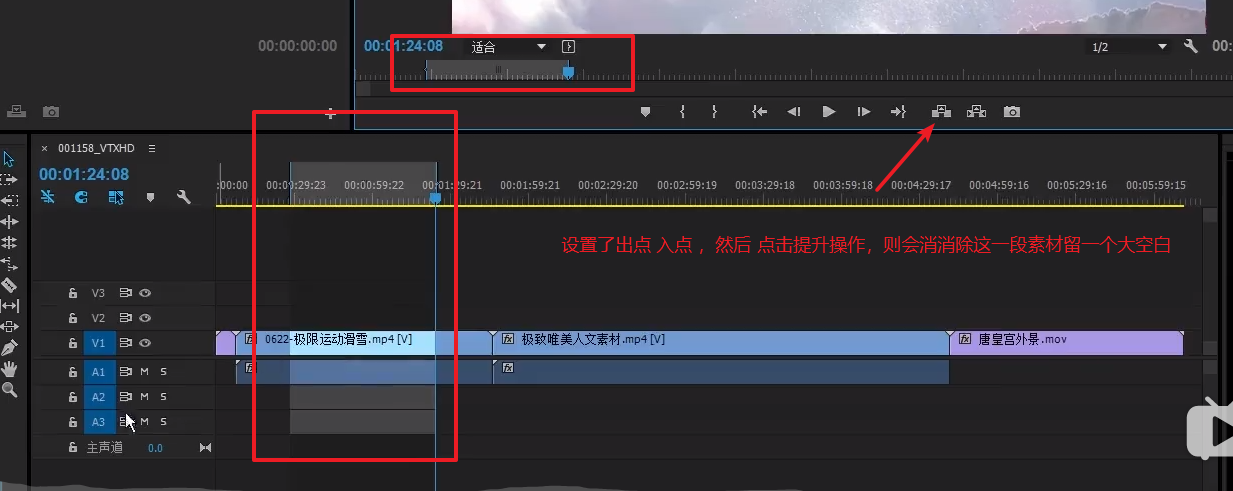 00:00:00:00
00:01:24:08
适合
1/2
00:
× 001158_VTXHD
00:01:24:08
:00:00
00:00:29:23
00:00:59:22
00:01:29:21
00:01:59:21
00:02:29:20
00:02:59:19
00:03:29:18
00:03:59:18
00:04:29:17
00:04:59:16
00:05:29:16
00:05:59:15
设置了出点 入点 ，然后 点击提升操作，则会消消除这一段素材留一个大空白
V3
V2
V1
fx 0622-极限运动滑雪.mp4 [V]
fx 极致唯美人文素材.mp4 [V]
fx 唐皇宫外景.mov
A1 M S
fx
fx
A2 M S
A3 M S
主声道 0.0